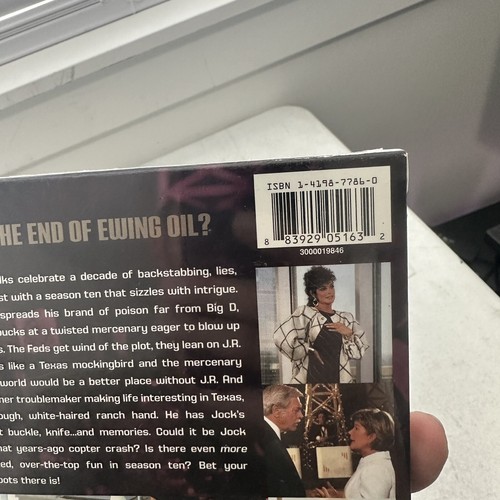 ISBN 1-4198-7786-0
8 83929 05163 2
3000019846
HE END OF EWING OIL?
lks celebrate a decade of backstabbing, lies,
st with a season ten that sizzles with intrigue.
spreads his brand of poison far from Big D,
bucks at a twisted mercenary eager to blow up
s. The Feds get wind of the plot, they lean on J.R.
s like a Texas mockingbird and the mercenary
world would be a better place without J.R. And
her troublemaker making life interesting in Texas,
ough, white-haired ranch hand. He has Jock's
t buckle, knife...and memories. Could it be Jock
hat years-ago copter crash? Is there even more
ed, over-the-top fun in season ten? Bet your
oots there is!